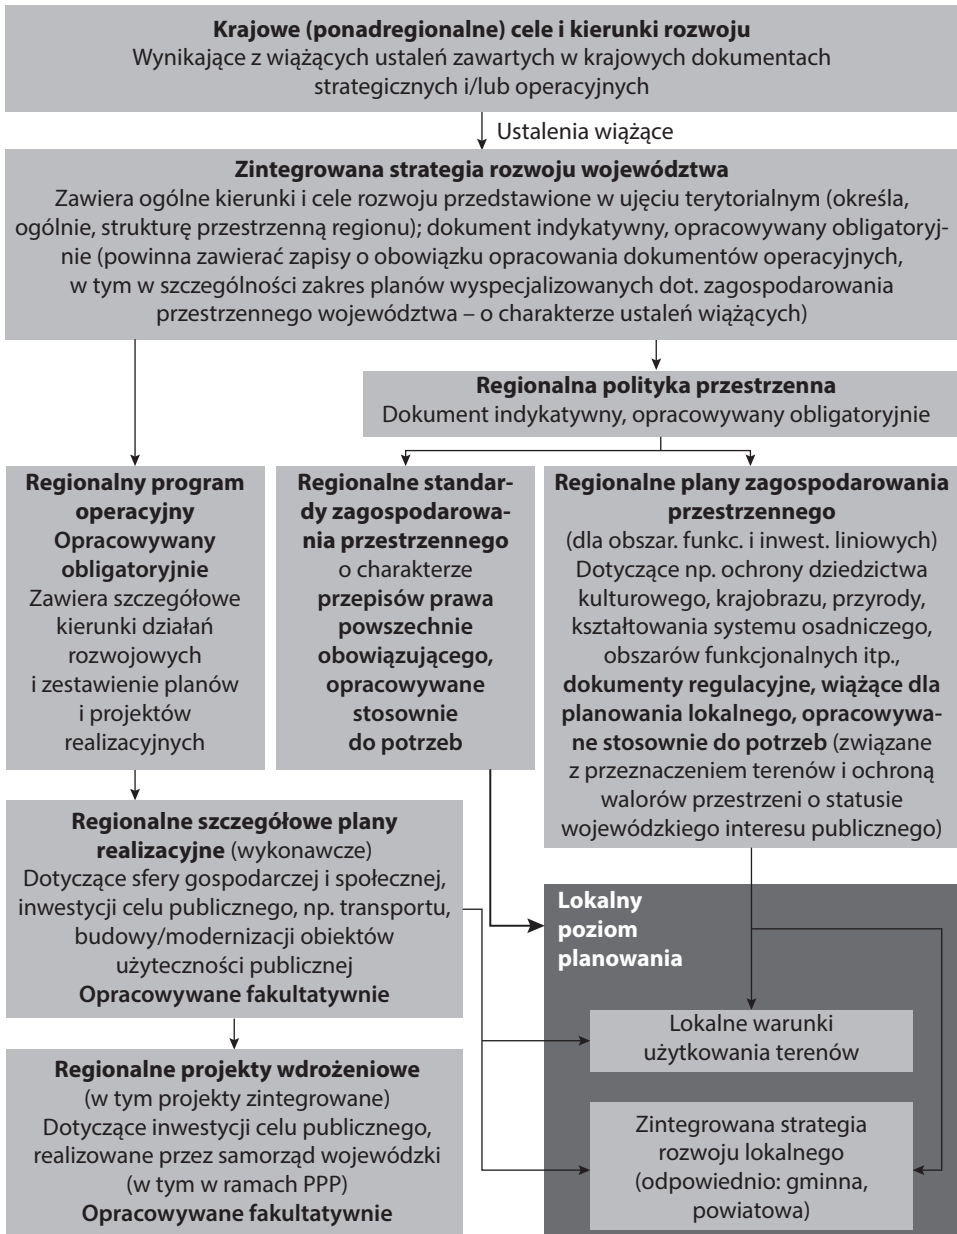 Krajowe (ponadregionalne) cele i kierunki rozwoju
Wynikające z wiążących ustaleń zawartych w krajowych dokumentach
strategicznych i/lub operacyjnych
Ustalenia wiążące
Zintegrowana strategia rozwoju województwa
Zawiera ogólne kierunki i cele rozwoju przedstawione w ujęciu terytorialnym (określa,
ogólnie, strukturę przestrzenną regionu); dokument indykatywny, opracowywany obligatoryj-
nie (powinna zawierać zapisy o obowiązku opracowania dokumentów operacyjnych,
w tym w szczególności zakres planów wyspecjalizowanych dot. zagospodarowania
przestrzennego województwa – o charakterze ustaleń wiążących)
Regionalna polityka przestrzenna
Dokument indykatywny, opracowywany obligatoryjnie
Regionalny program
operacyjny
Opracowywany
obligatoryjnie
Zawiera szczegółowe
kierunki działań
rozwojowych
i zestawienie planów
i projektów
realizacyjnych
Regionalne standar-
dy zagospodarowa-
nia przestrzennego
o charakterze
przepisów prawa
powszechnie
obowiązującego,
opracowywane
stosownie
do potrzeb
Regionalne plany zagospodarowania
przestrzennego
(dla obszar. funkc. i inwest. liniowych)
Dotyczące np. ochrony dziedzictwa
kulturowego, krajobrazu, przyrody,
kształtowania systemu osadniczego,
obszarów funkcjonalnych itp.,
dokumenty regulacyjne, wiążące dla
planowania lokalnego, opracowywa-
ne stosownie do potrzeb (związane
z przeznaczeniem terenów i ochroną
walorów przestrzeni o statusie
wojewódzkiego interesu publicznego)
Regionalne szczegółowe plany
realizacyjne (wykonawcze)
Dotyczące sfery gospodarczej i społecznej,
inwestycji celu publicznego, np. transportu,
budowy/modernizacji obiektów
użyteczności publicznej
Opracowywane fakultatywnie
Regionalne projekty wdrożeniowe
(w tym projekty zintegrowane)
Dotyczące inwestycji celu publicznego,
realizowane przez samorząd wojewódzki
(w tym w ramach PPP)
Opracowywane fakultatywnie
Lokalny
poziom
planowania
Lokalne warunki
użytkowania terenów
Zintegrowana strategia
rozwoju lokalnego
(odpowiednio: gminna,
powiatowa)